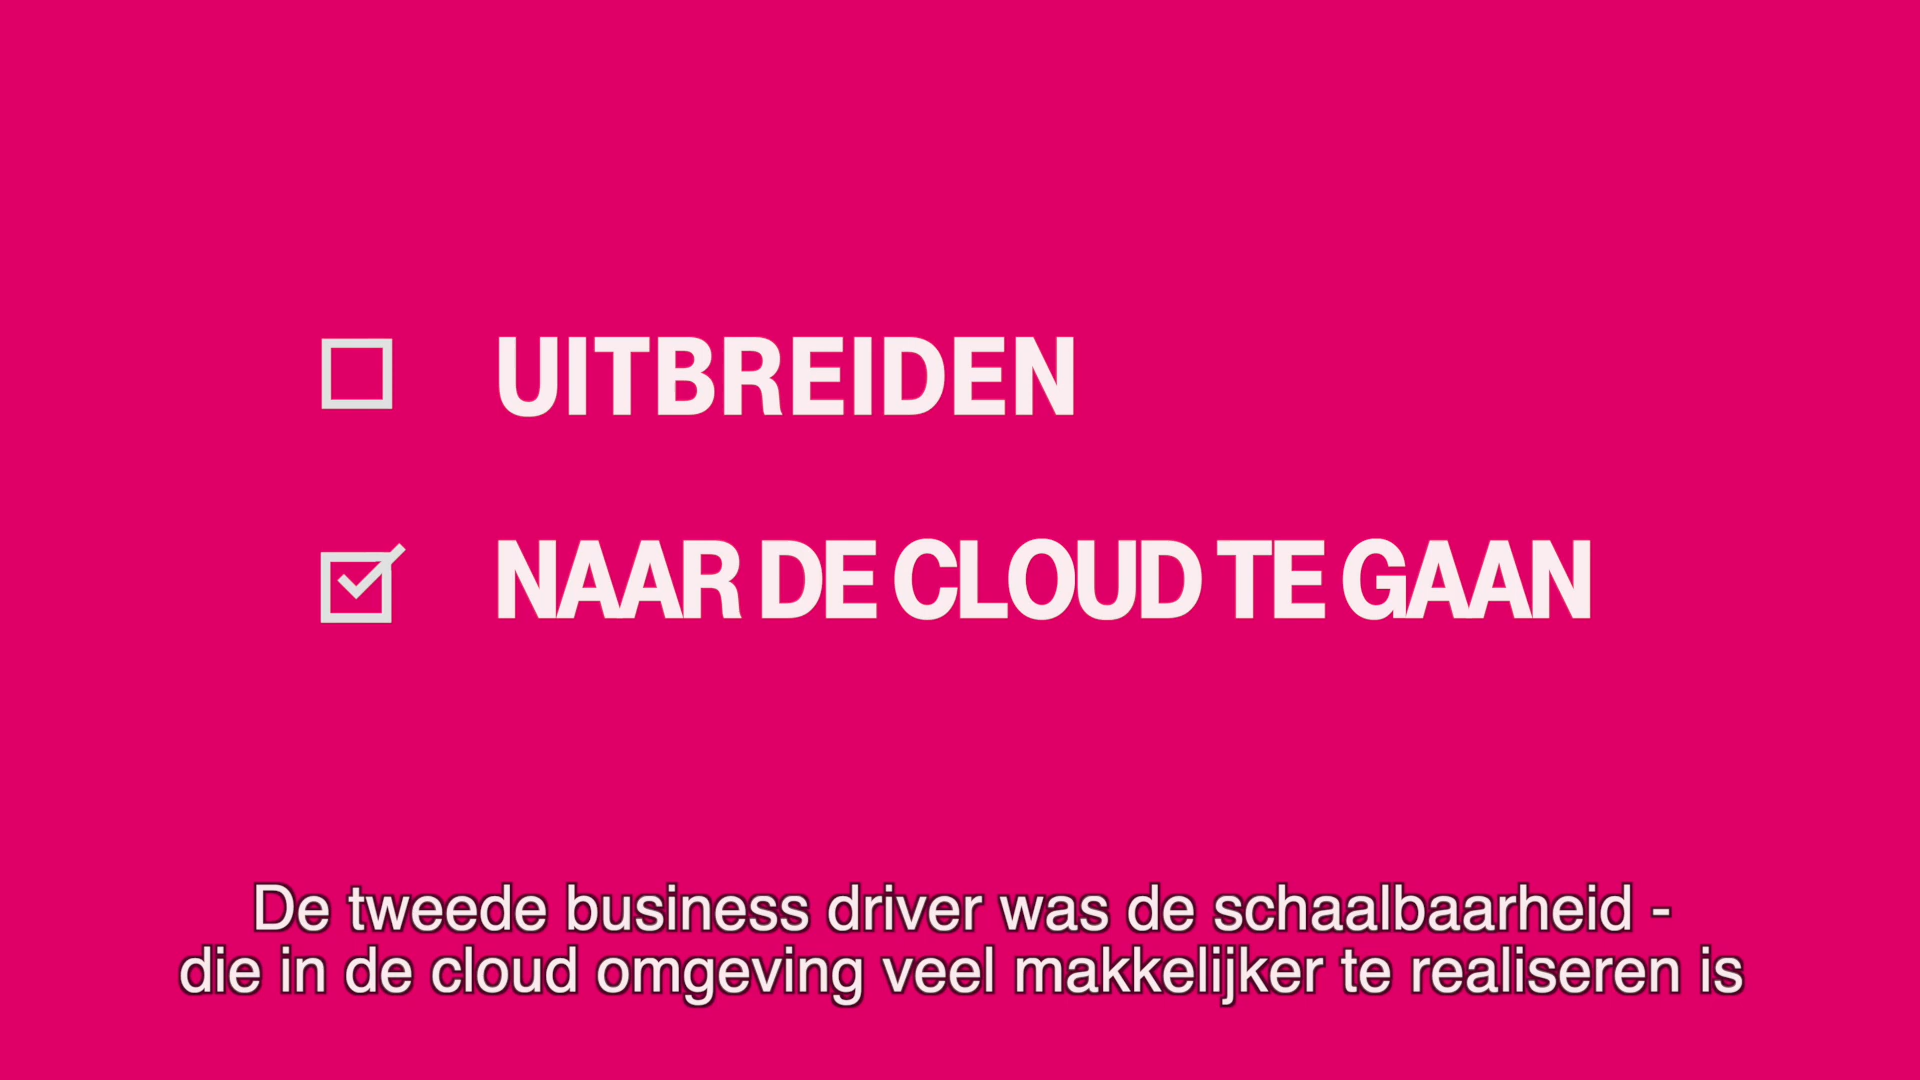 UITBREIDEN
NAAR DE CLOUD TE GAAN
De tweede business driver was de schaalbaarheid -
die in de cloud omgeving veel makkelijker te realiseren is